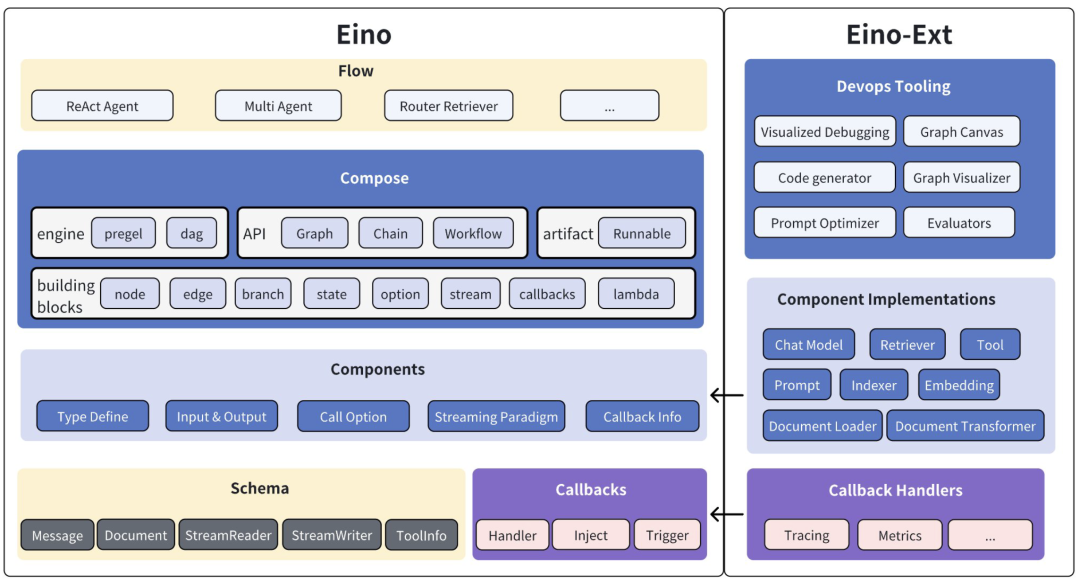 Eino
Flow
ReAct Agent
Multi Agent
Router Retriever
...
Compose
engine
pregel
dag
API
Graph
Chain
Workflow
artifact
Runnable
building
blocks
node
edge
branch
state
option
stream
callbacks
lambda
Components
Type Define
Input & Output
Call Option
Streaming Paradigm
Callback Info
Schema
Message
Document
StreamReader
StreamWriter
ToolInfo
Callbacks
Handler
Inject
Trigger
Eino-Ext
Devops Tooling
Visualized Debugging
Graph Canvas
Code generator
Graph Visualizer
Prompt Optimizer
Evaluators
Component Implementations
Chat Model
Retriever
Tool
Prompt
Indexer
Embedding
Document Loader
Document Transformer
Callback Handlers
Tracing
Metrics
...